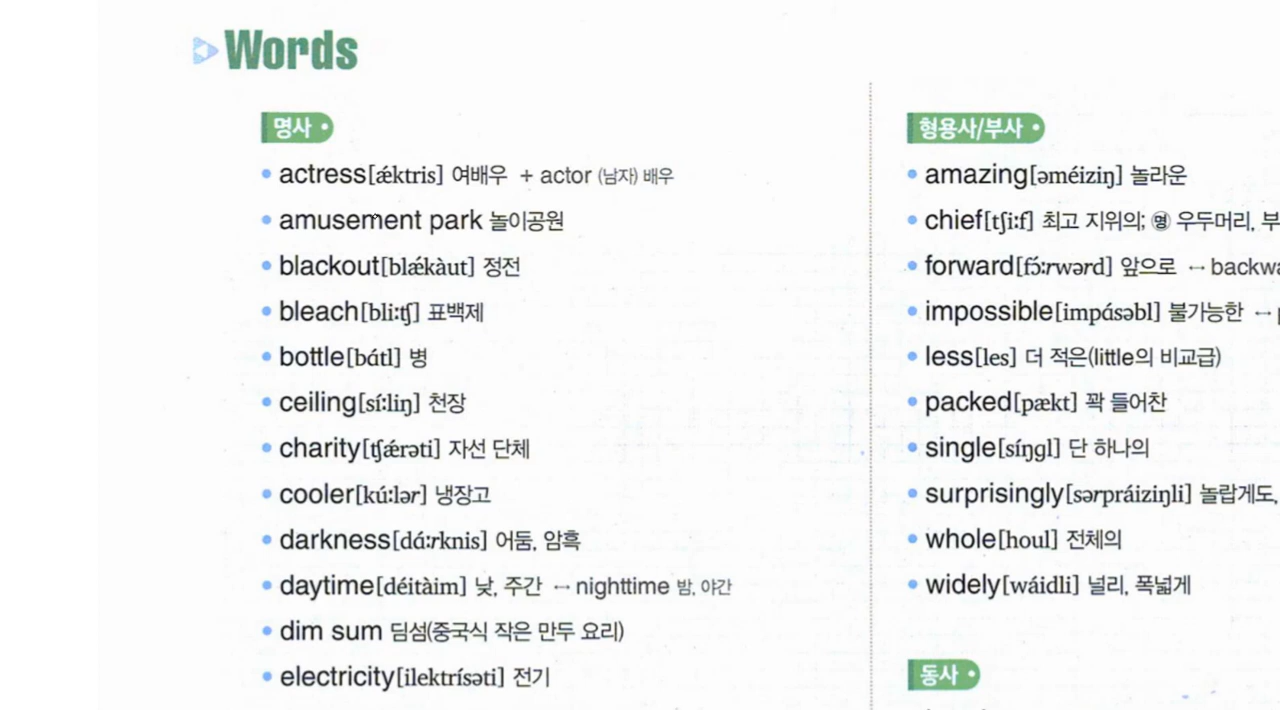 Words
명사
actress[ǽktris] 여배우 + actor (남자) 배우
amusement park 놀이공원
blackout[blǽkàut] 정전
bleach[bliːtʃ] 표백제
bottle[bátl] 병
ceiling[síːliŋ] 천장
charity[tʃǽrəti] 자선 단체
cooler[kúːlər] 냉장고
darkness[dáːrknis] 어둠, 암흑
daytime[déitàim] 낮, 주간 ↔ nighttime 밤, 야간
dim sum 딤섬(중국식 작은 만두 요리)
electricity[ilektrísəti] 전기
형용사/부사
amazing[əméiziŋ] 놀라운
chief[tʃiːf] 최고 지위의; 명 우두머리,
forward[fɔ́ːrwərd] 앞으로 ↔
impossible[impásəbl] 불가능한 ↔
less[les] 더 적은(little의 비교급)
packed[pækt] 꽉 들어찬
single[síŋgl] 단 하나의
surprisingly[sərpráiziŋli] 놀랍게도,
whole[houl] 전체의
widely[wáidli] 널리, 폭넓게
동사